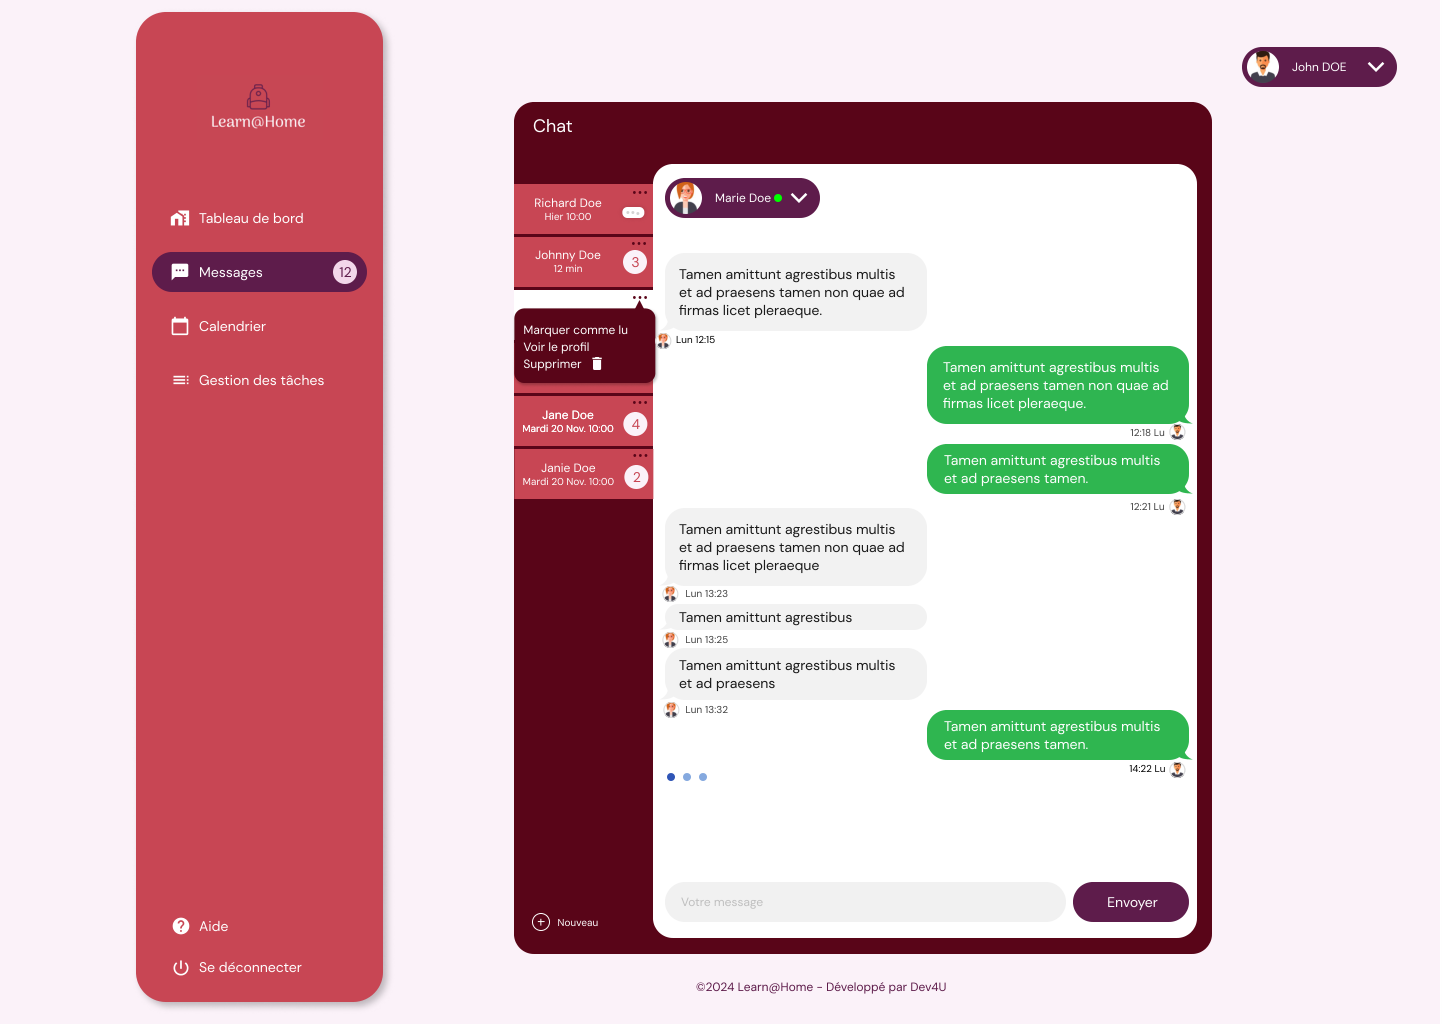 Learn@Home
Tableau de bord
Messages
12
Calendrier
Gestion des tâches
Aide
Se déconnecter
John DOE
Chat
Richard Doe
Hier 10:00
Johnny Doe
12 min
3
Marquer comme lu
Voir le profil
Supprimer
Jane Doe
Mardi 20 Nov. 10:00
4
Janie Doe
Mardi 20 Nov. 10:00
2
Nouveau
Marie Doe
Tamen amittunt agrestibus multis
et ad praesens tamen non quae ad
firmas licet pleraeque.
Lun 12:15
Tamen amittunt agrestibus multis
et ad praesens tamen non quae ad
firmas licet pleraeque.
12:18 Lu
Tamen amittunt agrestibus multis
et ad praesens tamen.
12:21 Lu
Tamen amittunt agrestibus multis
et ad praesens tamen non quae ad
firmas licet pleraeque
Lun 13:23
Tamen amittunt agrestibus
Lun 13:25
Tamen amittunt agrestibus multis
et ad praesens
Lun 13:32
Tamen amittunt agrestibus multis
et ad praesens tamen.
14:22 Lu
Votre message
Envoyer
©2024 Learn@Home - Développé par Dev4U